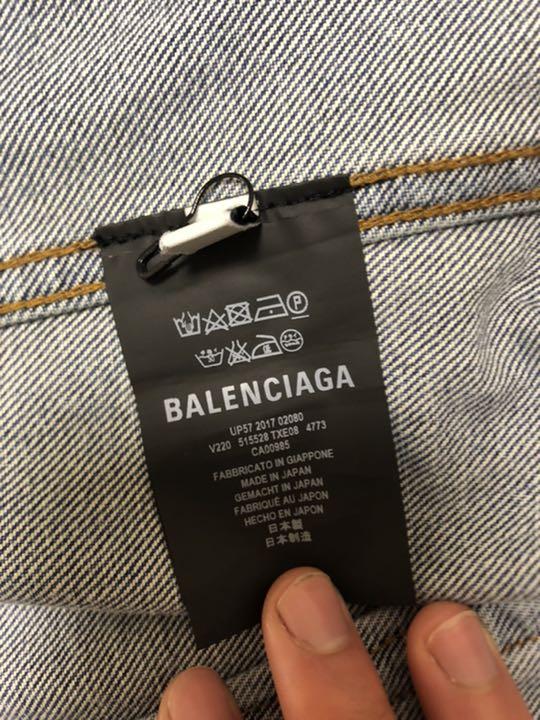 BALENCIAGA
UP57 2017 02080
V220 515528 TXE08 4773
CA00985
FABBRICATO IN GIAPPONE
MADE IN JAPAN
GEMACHT IN JAPAN
FABRIQUÉ AU JAPON
HECHO EN JAPON
日本製
日本制造